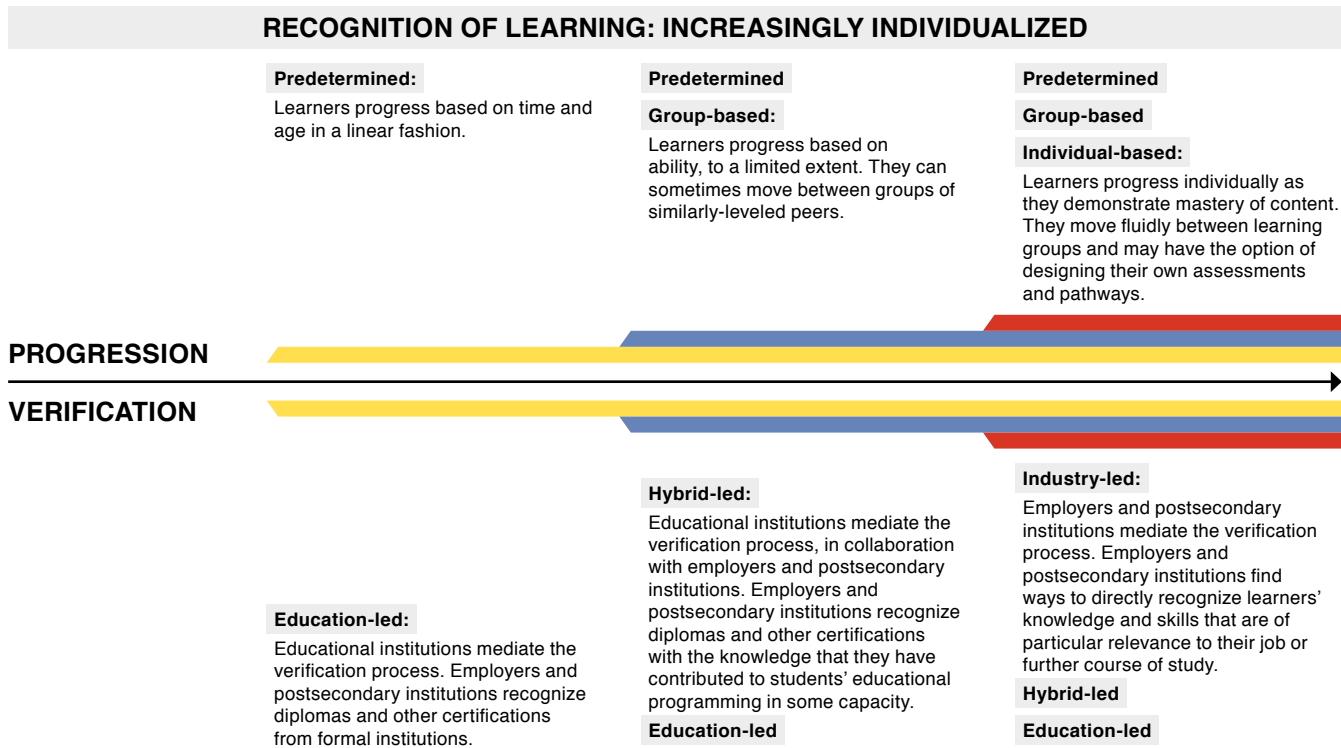 RECOGNITION OF LEARNING: INCREASINGLY INDIVIDUALIZED
Predetermined:
Learners progress based on time and
age in a linear fashion.
Predetermined
Group-based:
Learners progress based on
ability, to a limited extent. They can
sometimes move between groups of
similarly-leveled peers.
Predetermined
Group-based
Individual-based:
Learners progress individually as
they demonstrate mastery of content.
They move fluidly between learning
groups and may have the option of
designing their own assessments
and pathways.
PROGRESSION
VERIFICATION
Education-led:
Educational institutions mediate the
verification process. Employers and
postsecondary institutions recognize
diplomas and other certifications
from formal institutions.
Hybrid-led:
Educational institutions mediate the
verification process, in collaboration
with employers and postsecondary
institutions. Employers and
postsecondary institutions recognize
diplomas and other certifications
with the knowledge that they have
contributed to students’ educational
programming in some capacity.
Education-led
Industry-led:
Employers and postsecondary
institutions mediate the verification
process. Employers and
postsecondary institutions find
ways to directly recognize learners’
knowledge and skills that are of
particular relevance to their job or
further course of study.
Hybrid-led
Education-led